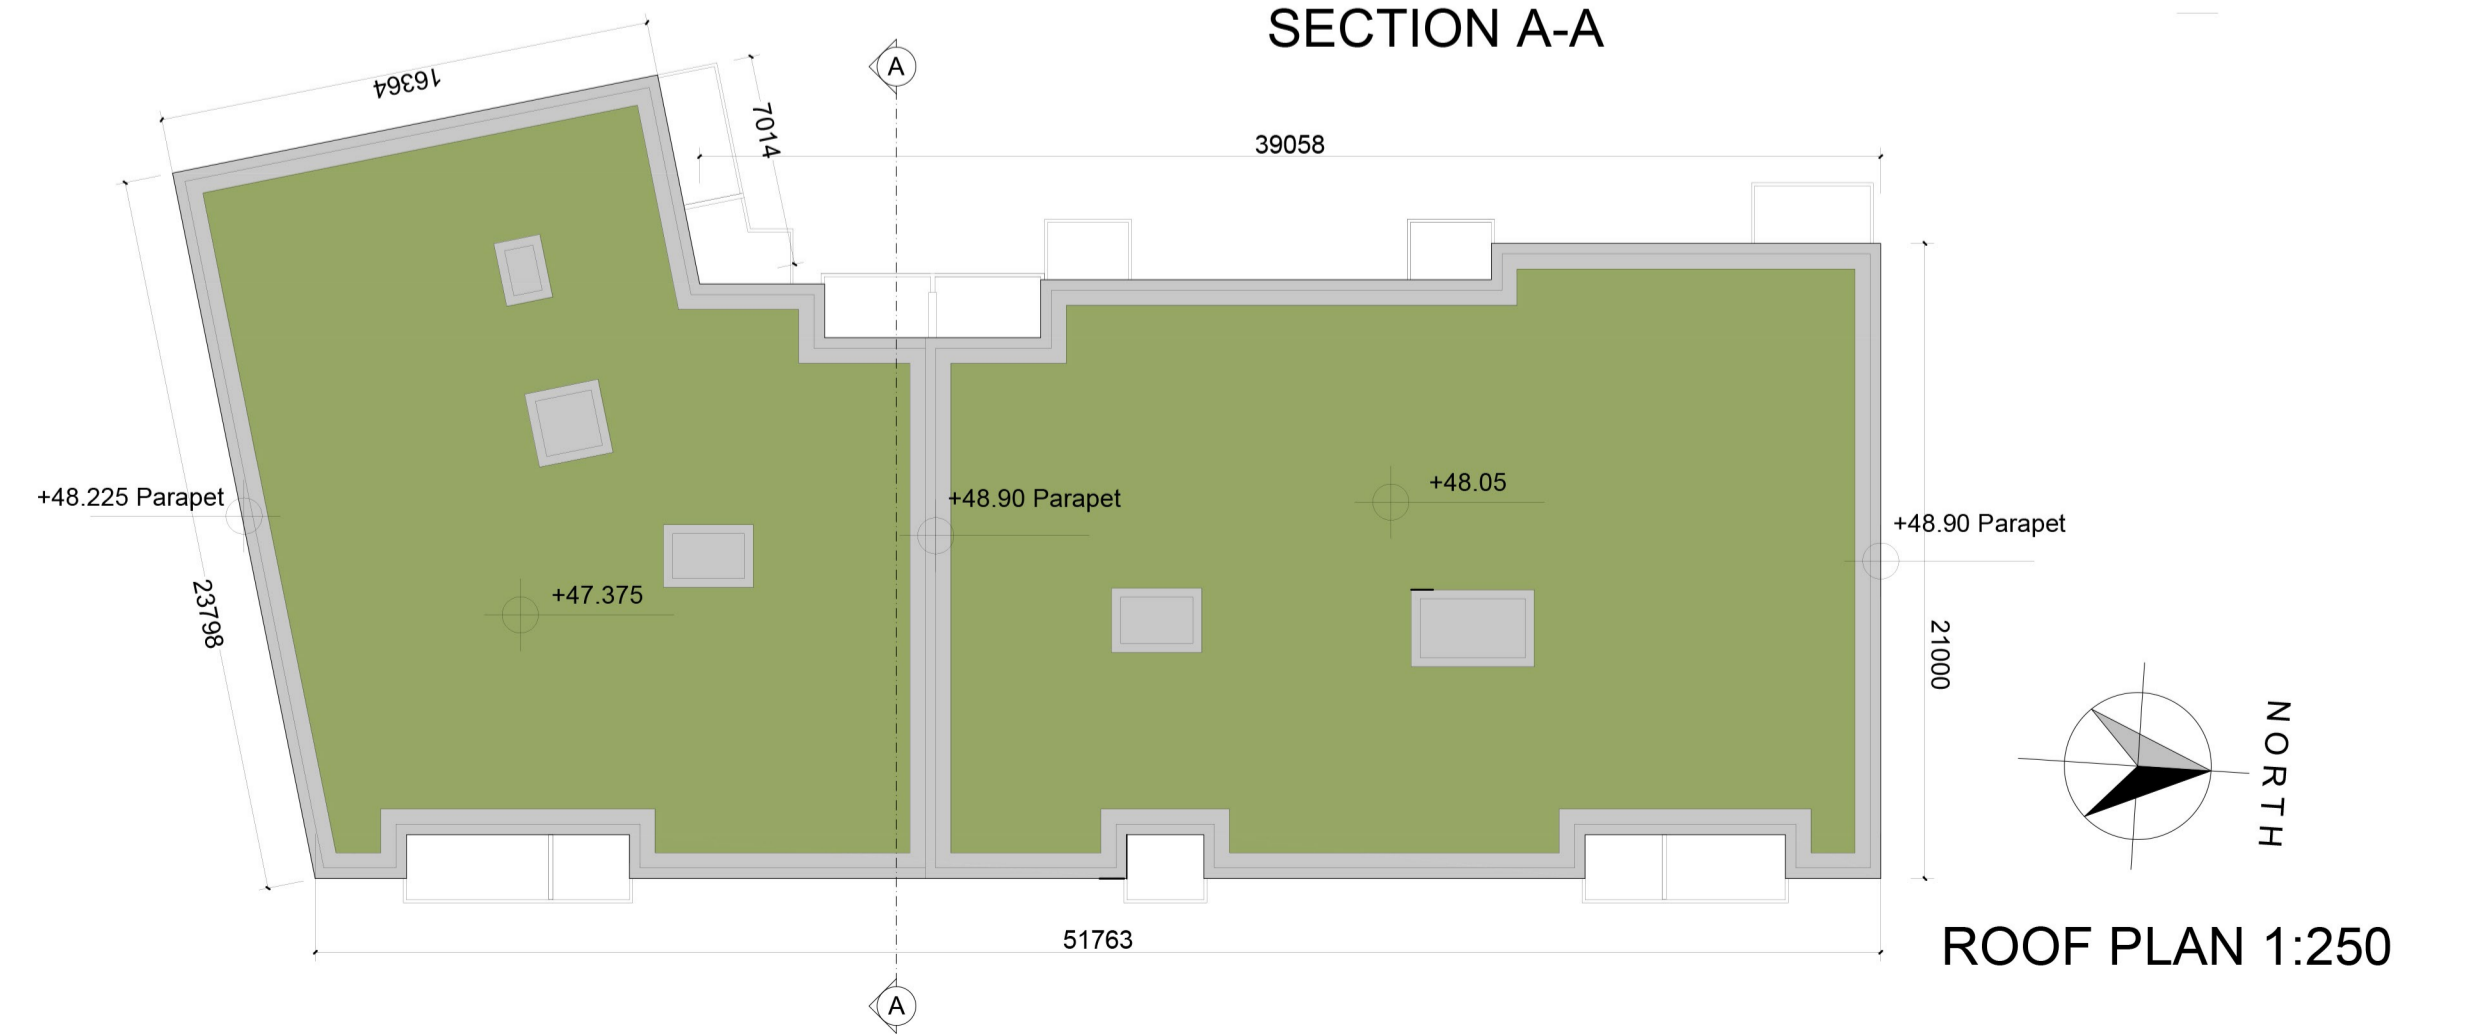 SECTION A-A
16364
7014
A
39058
+48.225 Parapet
+48.90 Parapet
+48.05
+48.90 Parapet
+47.375
23798
21000
NORTH
51763
ROOF PLAN 1:250
A